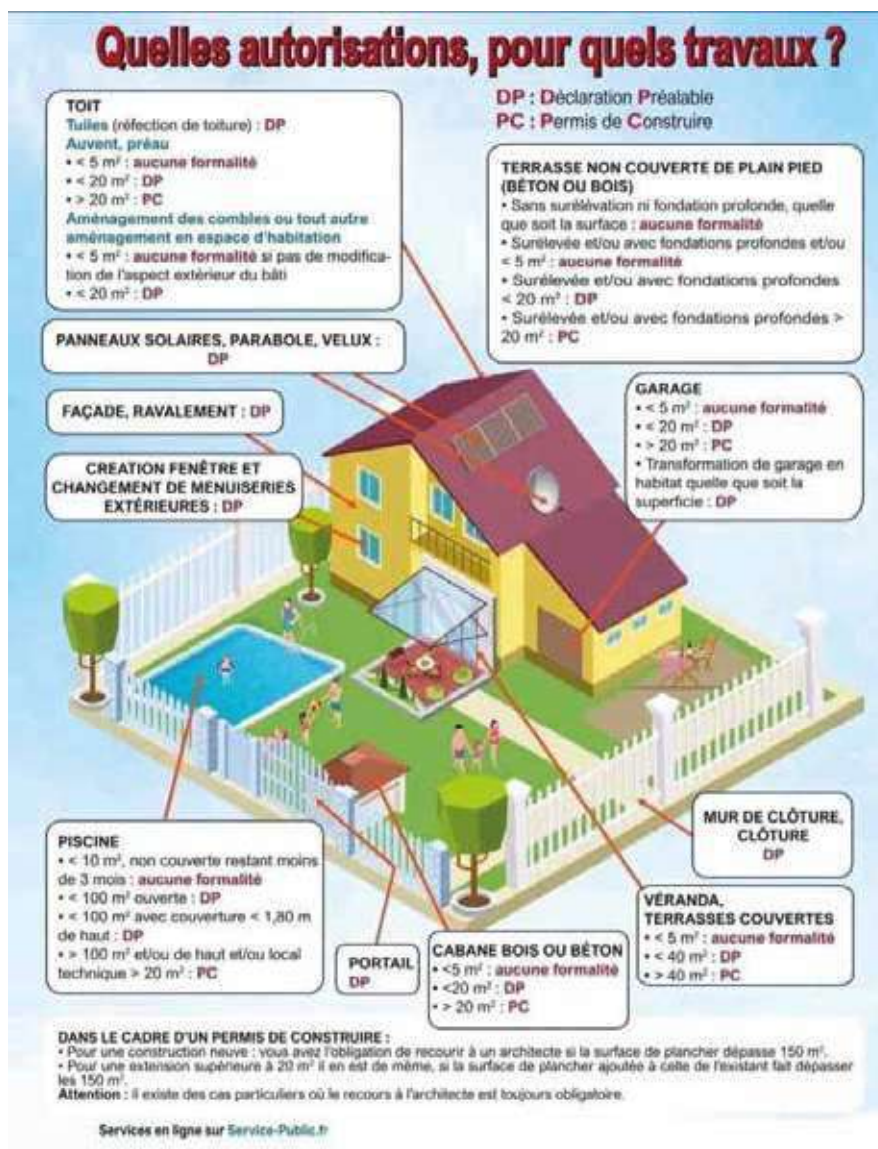 Quelles autorisations, pour quels travaux ?
DP : Déclaration Préalable
PC : Permis de Construire
TOIT
Tuiles (réfection de toiture) : DP
Auvent, préau
• < 5 m² : aucune formalité
• < 20 m² : DP
• > 20 m² : PC
Aménagement des combles ou tout autre
aménagement en espace d'habitation
• < 5 m² : aucune formalité si pas de modifica-
tion de l'aspect extérieur du bâti
• < 20 m² : DP
TERRASSE NON COUVERTE DE PLAIN PIED
(BÉTON OU BOIS)
• Sans surélévation ni fondation profonde, quelle
que soit la surface : aucune formalité
• Surélevée et/ou avec fondations profondes et/ou
< 5 m² : aucune formalité
• Surélevée et/ou avec fondations profondes
< 20 m² : DP
• Surélevée et/ou avec fondations profondes >
20 m² : PC
PANNEAUX SOLAIRES, PARABOLE, VELUX :
DP
FAÇADE, RAVALEMENT : DP
CREATION FENÊTRE ET
CHANGEMENT DE MENUISERIES
EXTÉRIEURES : DP
GARAGE
• < 5 m² : aucune formalité
• < 20 m² : DP
• > 20 m² : PC
• Transformation de garage en
habitat quelle que soit la
superficie : DP
PISCINE
• < 10 m², non couverte restant moins
de 3 mois : aucune formalité
• < 100 m² ouverte : DP
• < 100 m² avec couverture < 1,80 m
de haut : DP
• > 100 m² et/ou de haut et/ou local
technique > 20 m² : PC
PORTAIL
DP
CABANE BOIS OU BÉTON
• <5 m² : aucune formalité
• <20 m² : DP
• > 20 m² : PC
MUR DE CLÔTURE,
CLÔTURE
DP
VÉRANDA,
TERRASSES COUVERTES
• < 5 m² : aucune formalité
• < 40 m² : DP
• > 40 m² : PC
DANS LE CADRE D'UN PERMIS DE CONSTRUIRE :
• Pour une construction neuve : vous avez l'obligation de recourir à un architecte si la surface de plancher dépasse 150 m².
• Pour une extension supérieure à 20 m² il en est de même, si la surface de plancher ajoutée à celle de l'existant fait dépasser
les 150 m².
Attention : il existe des cas particuliers où le recours à l'architecte est toujours obligatoire.
Services en ligne sur Service-Public.fr